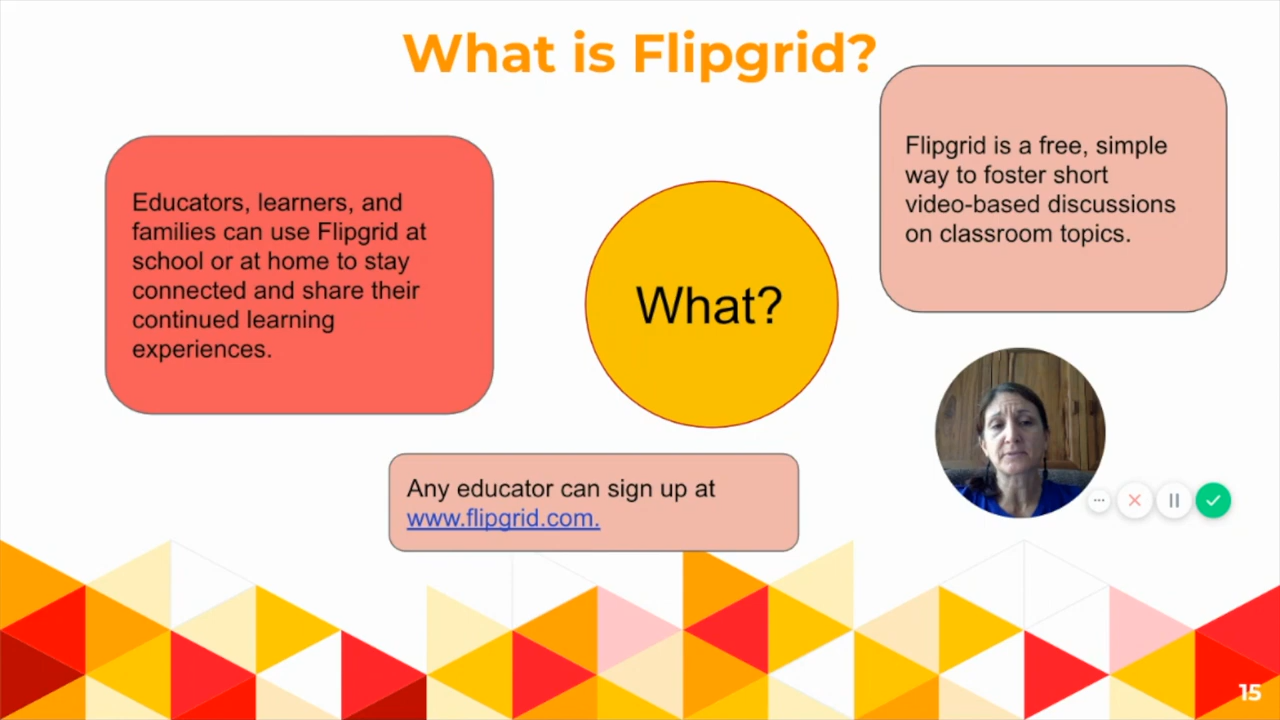 What is Flipgrid?
Flipgrid is a free, simple
way to foster short
video-based discussions
on classroom topics.
Educators, learners, and
families can use Flipgrid at
school or at home to stay
connected and share their
continued learning
experiences.
What?
Any educator can sign up at
www.flipgrid.com.
15